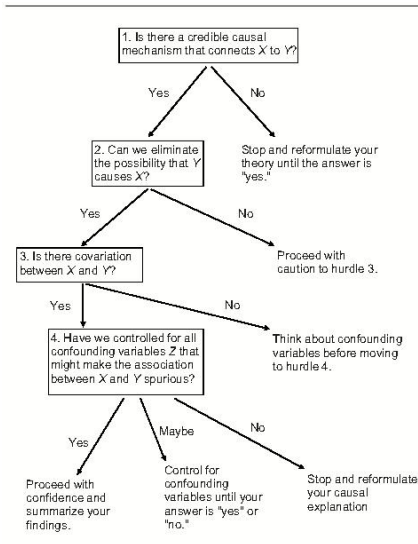 1. Is there a credible causal
mechanism that connects X to Y?
Yes
No
2. Can we eliminate
the possibility that Y
causes X?
Stop and reformulate your
theory until the answer is
"yes."
Yes
No
3. Is there covariation
between X and Y?
Proceed with
caution to hurdle 3.
Yes
No
4. Have we controlled for all
confounding variables Z that
might make the association
between X and Y spurious?
Think about confounding
variables before moving
to hurdle 4.
Yes
Maybe
No
Proceed with
confidence and
summarize your
findings.
Control for
confounding
variables until your
answer is "yes" or
"no."
Stop and reformulate
your causal
explanation